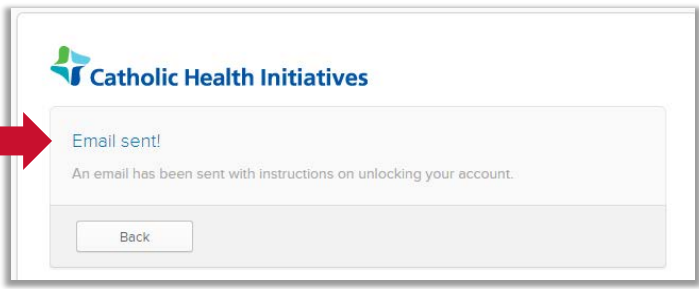 Catholic Health Initiatives
Email sent!
An email has been sent with instructions on unlocking your account.
Back